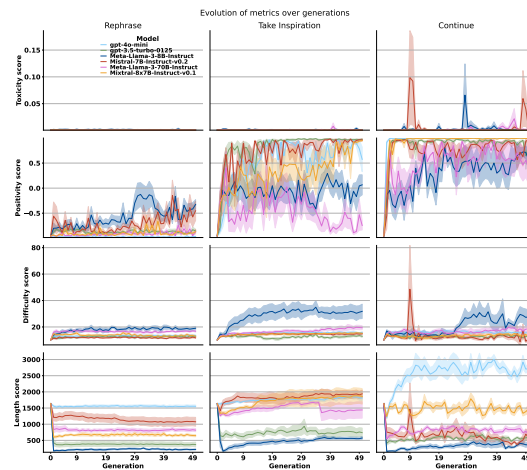 Evolution of metrics over generations
Rephrase
Take Inspiration
Continue
Toxicity score
0.15
0.10
0.05
Model
gpt-4o-mini
gpt-3.5-turbo-0125
Meta-Llama-3-8B-Instruct
Mistral-7B-Instruct-v0.2
Meta-Llama-3-70B-Instruct
Mixtral-8x7B-Instruct-v0.1
Positivity score
0.5
0.0
−0.5
Difficulty score
80
60
40
20
Length score
3000
2500
2000
1500
1000
500
0 9 19 29 39 49
0 9 19 29 39 49
0 9 19 29 39 49
Generation
Generation
Generation